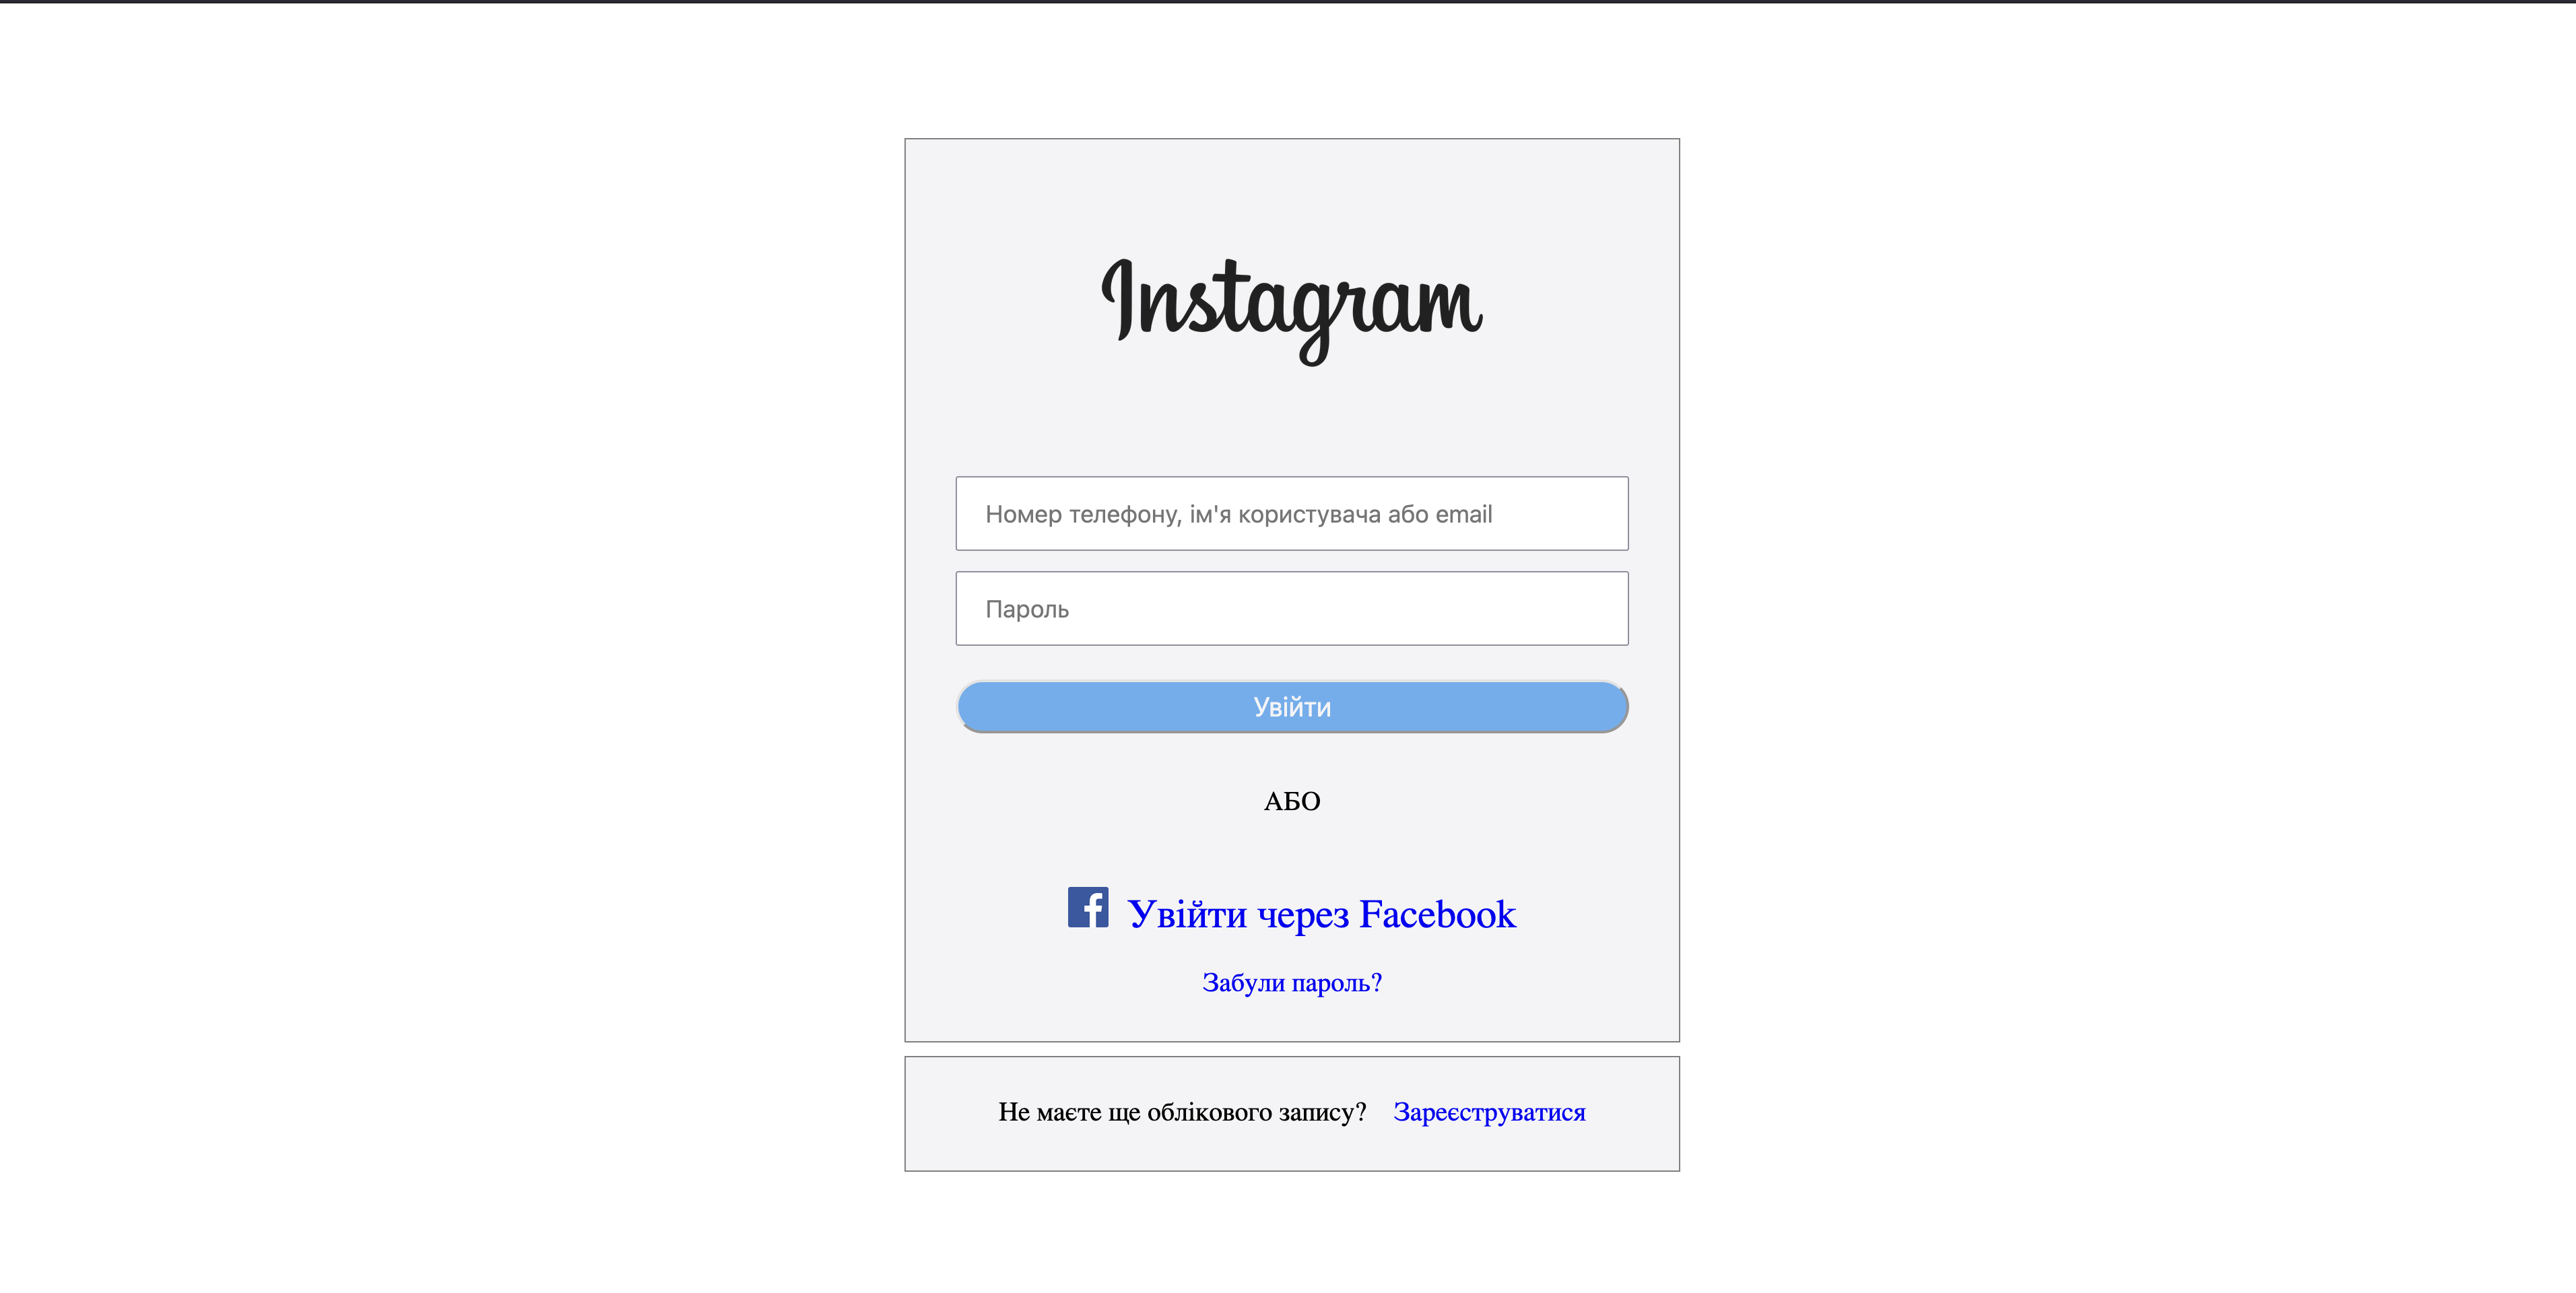 Instagram
Номер телефону, ім'я користувача або email
Пароль
Увійти
АБО
Увійти через Facebook
Забули пароль?
Не маєте ще облікового запису? Зареєструватися